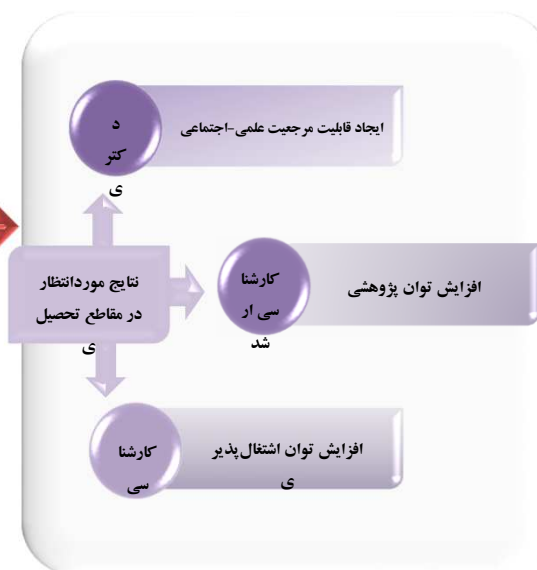 د
کتر
ی
ایجاد قابلیت مرجعیت علمی-اجتماعی
نتایج موردانتظار
در مقاطع تحصیل
ی
کارشنا
سی ار
شد
افزایش توان پژوهشی
کارشنا
سی
افزایش توان اشتغال‌پذیر
ی